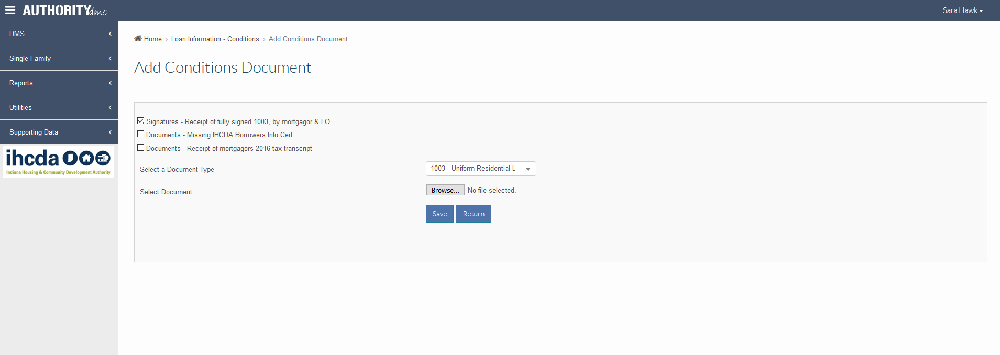 AUTHORITYdms
Sara Hawk
DMS
Single Family
Reports
Utilities
Supporting Data
ihcda
Indiana Housing & Community Development Authority
Home > Loan Information - Conditions > Add Conditions Document
Add Conditions Document
Signatures - Receipt of fully signed 1003, by mortgagor & LO
Documents - Missing IHCDA Borrowers Info Cert
Documents - Receipt of mortgagors 2016 tax transcript
Select a Document Type 1003 - Uniform Residential L
Select Document Browse... No file selected.
Save Return